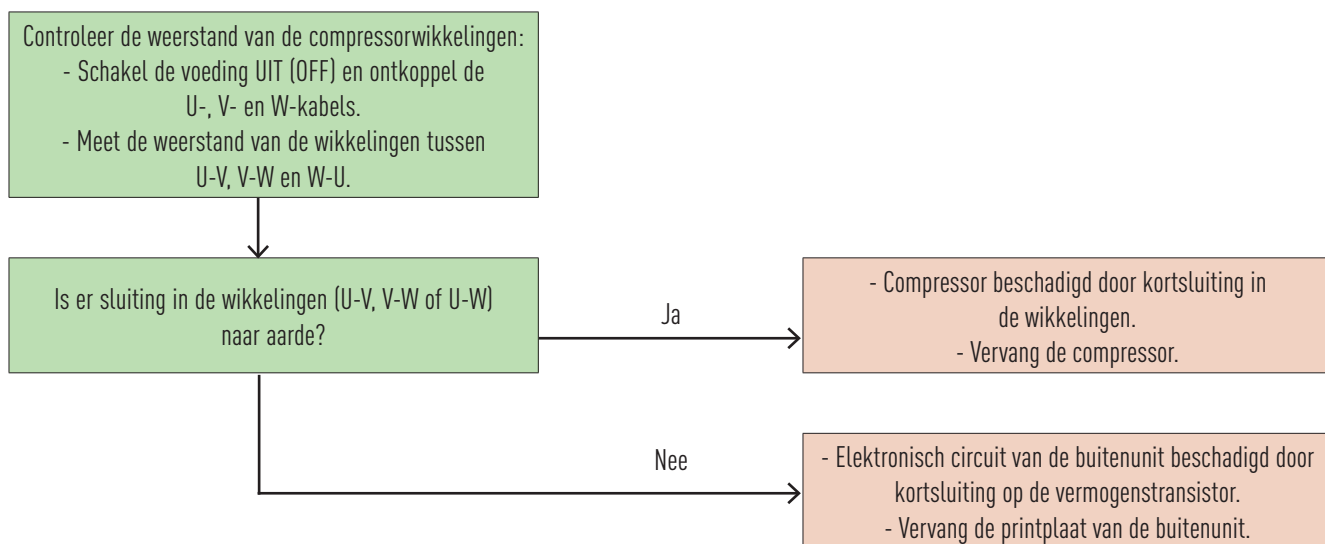 Controleer de weerstand van de compressorwikkelingen:
- Schakel de voeding UIT (OFF) en ontkoppel de
U-, V- en W-kabels.
- Meet de weerstand van de wikkelingen tussen
U-V, V-W en W-U.
Is er sluiting in de wikkelingen (U-V, V-W of U-W)
naar aarde?
Ja
- Compressor beschadigd door kortsluiting in
de wikkelingen.
- Vervang de compressor.
Nee
- Elektronisch circuit van de buitenunit beschadigd door
kortsluiting op de vermogenstransistor.
- Vervang de printplaat van de buitenunit.